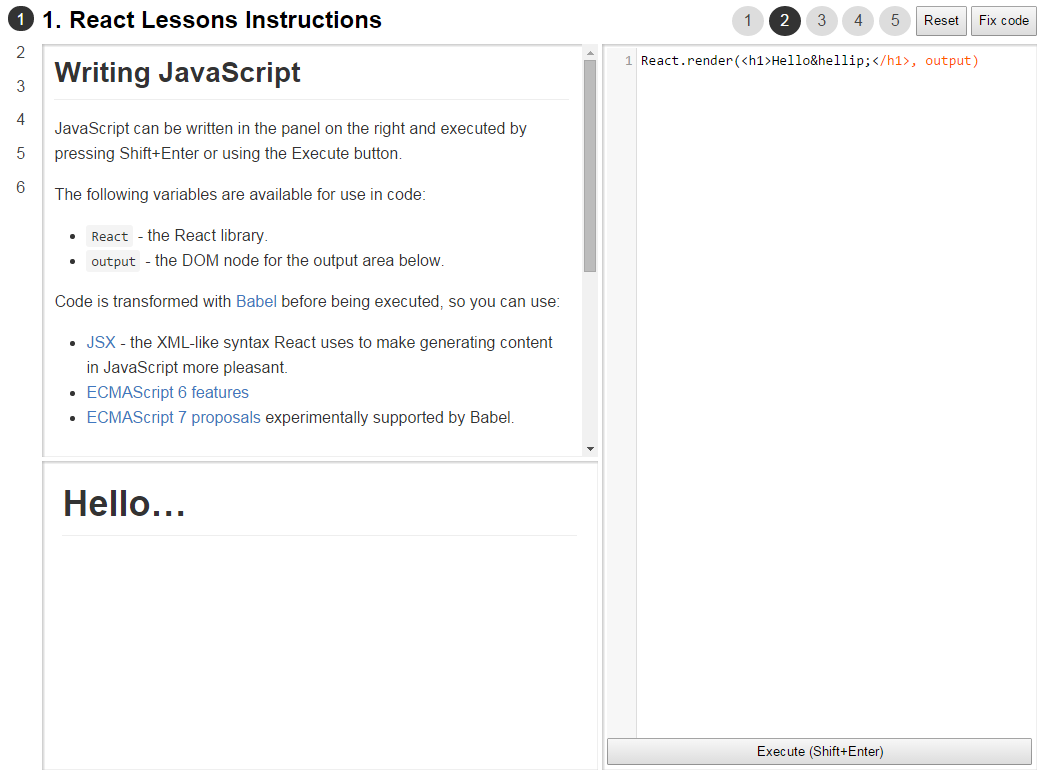 1 1. React Lessons Instructions
1 2 3 4 5 Reset Fix code
2
3
4
5
6
Writing JavaScript
JavaScript can be written in the panel on the right and executed by
pressing Shift+Enter or using the Execute button.
The following variables are available for use in code:
React - the React library.
output - the DOM node for the output area below.
Code is transformed with Babel before being executed, so you can use:
JSX - the XML-like syntax React uses to make generating content
in JavaScript more pleasant.
ECMAScript 6 features
ECMAScript 7 proposals experimentally supported by Babel.
Hello…
1 React.render(<h1>Hello&hellip;</h1>, output)
Execute (Shift+Enter)